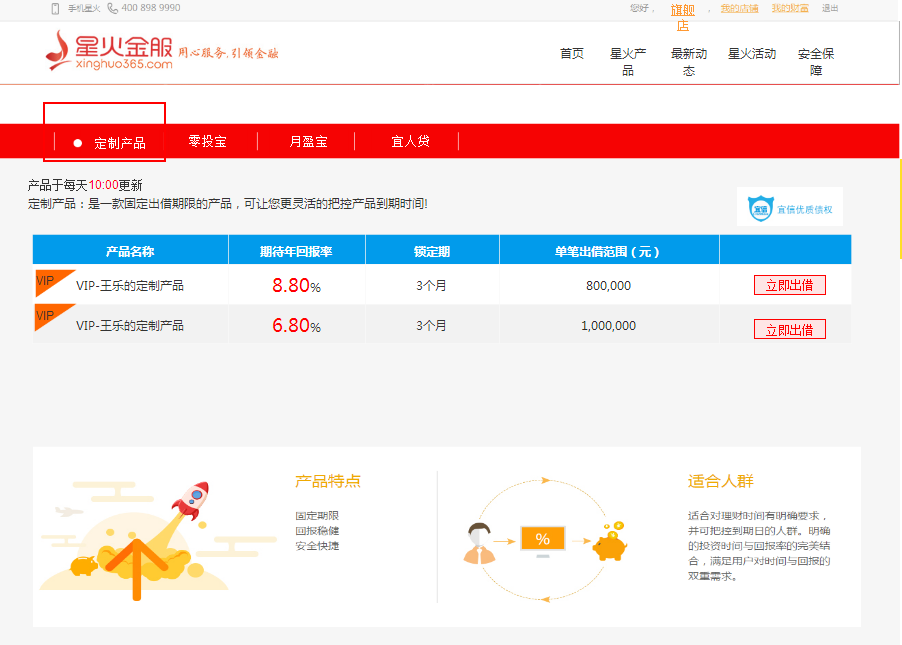 手机星火 400 898 9990
您好， 旗舰店 ， 我的店铺 我的财富 退出
星火金服
xinghuo365.com
用心服务.引领金融
首页 星火产品 最新动态 星火活动 安全保障
定制产品 零投宝 月盈宝 宜人贷
产品于每天10:00更新
定制产品：是一款固定出借期限的产品，可让您更灵活的把控产品到期时间!
宜信 宜信优质债权
产品名称 期待年回报率 锁定期 单笔出借范围（元）
VIP VIP-王乐的定制产品 8.80% 3个月 800,000 立即出借
VIP VIP-王乐的定制产品 6.80% 3个月 1,000,000 立即出借
产品特点
固定期限
回报稳健
安全快捷
%
适合人群
适合对理财时间有明确要求，
并可把控到期日的人群。明确
的投资时间与回报率的完美结
合，满足用户对时间与回报的
双重需求。